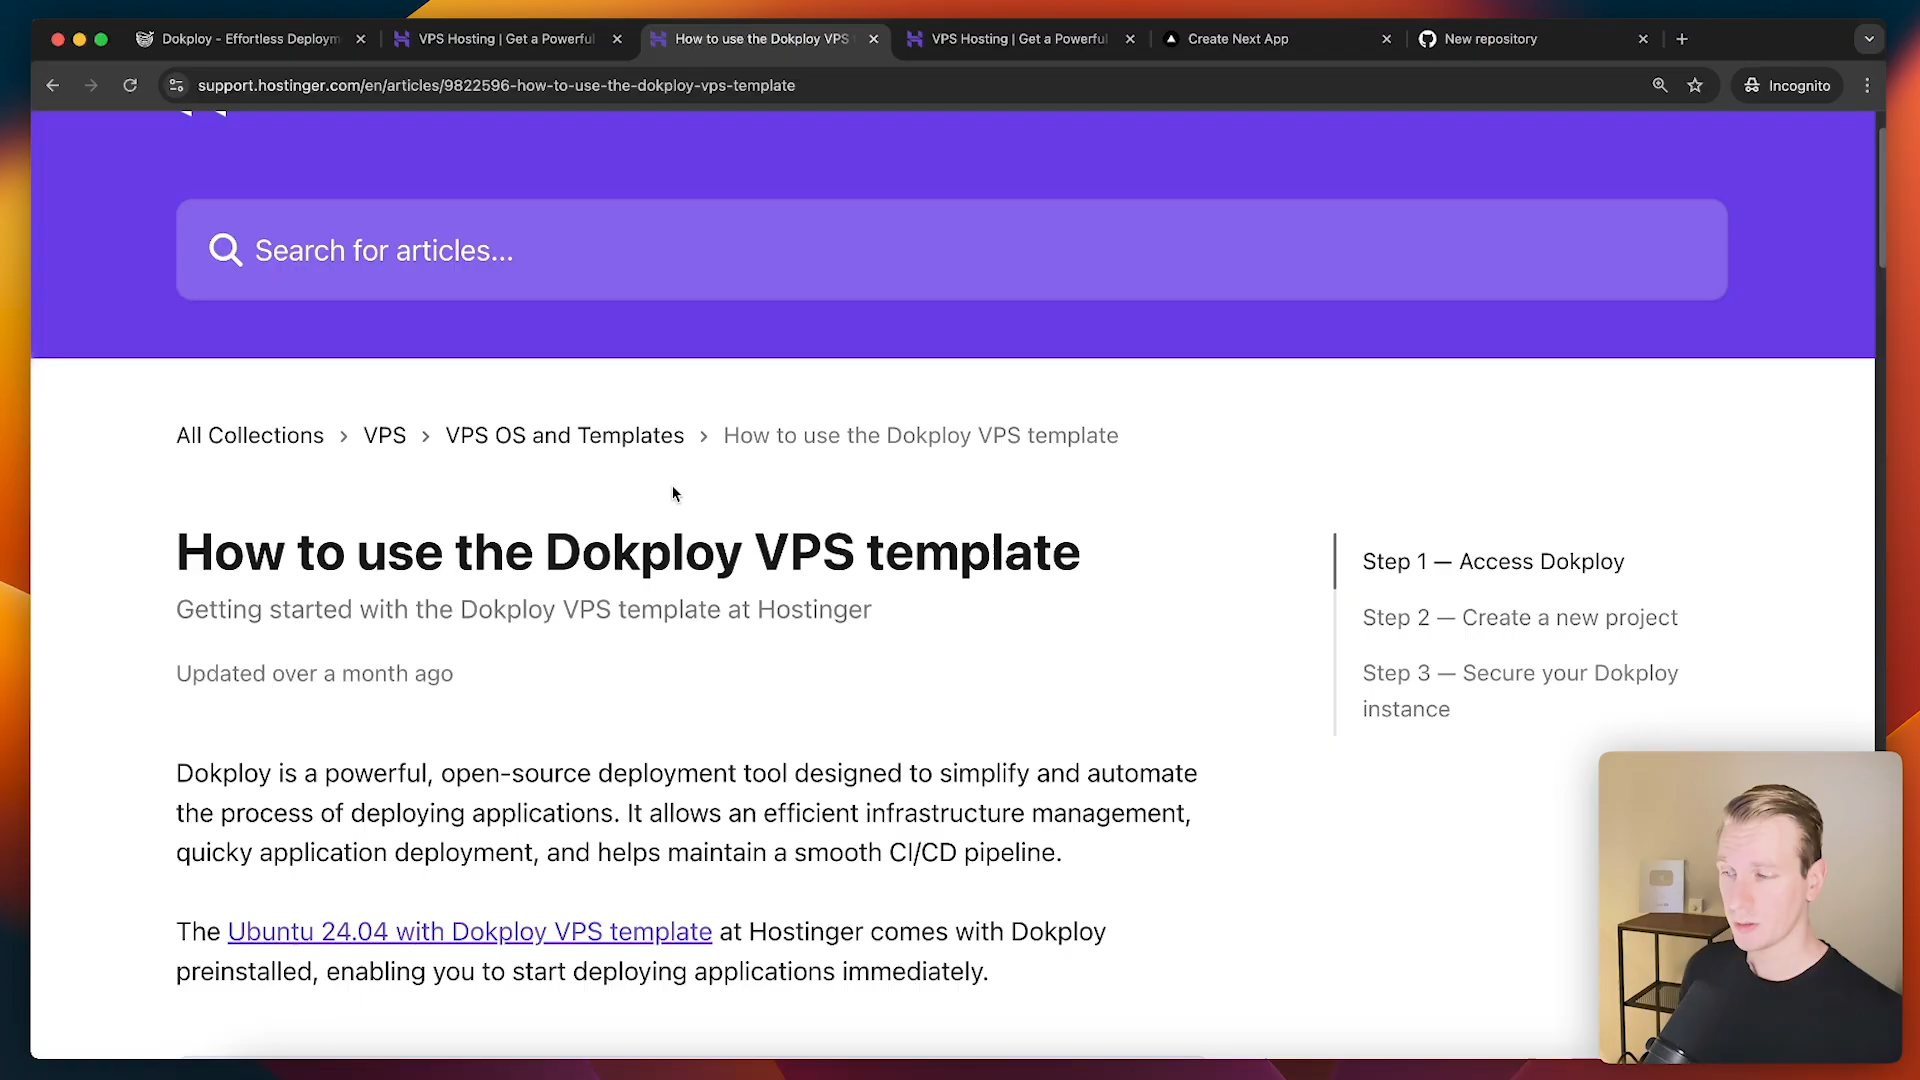 Dokploy - Effortless Deploym
VPS Hosting | Get a Powerful
How to use the Dokploy VPS
VPS Hosting | Get a Powerful
Create Next App
New repository
support.hostinger.com/en/articles/9822596-how-to-use-the-dokploy-vps-template
Incognito
Search for articles...
All Collections > VPS > VPS OS and Templates > How to use the Dokploy VPS template
How to use the Dokploy VPS template
Getting started with the Dokploy VPS template at Hostinger
Updated over a month ago
Step 1 — Access Dokploy
Step 2 — Create a new project
Step 3 — Secure your Dokploy
instance
Dokploy is a powerful, open-source deployment tool designed to simplify and automate
the process of deploying applications. It allows an efficient infrastructure management,
quicky application deployment, and helps maintain a smooth CI/CD pipeline.
The Ubuntu 24.04 with Dokploy VPS template at Hostinger comes with Dokploy
preinstalled, enabling you to start deploying applications immediately.